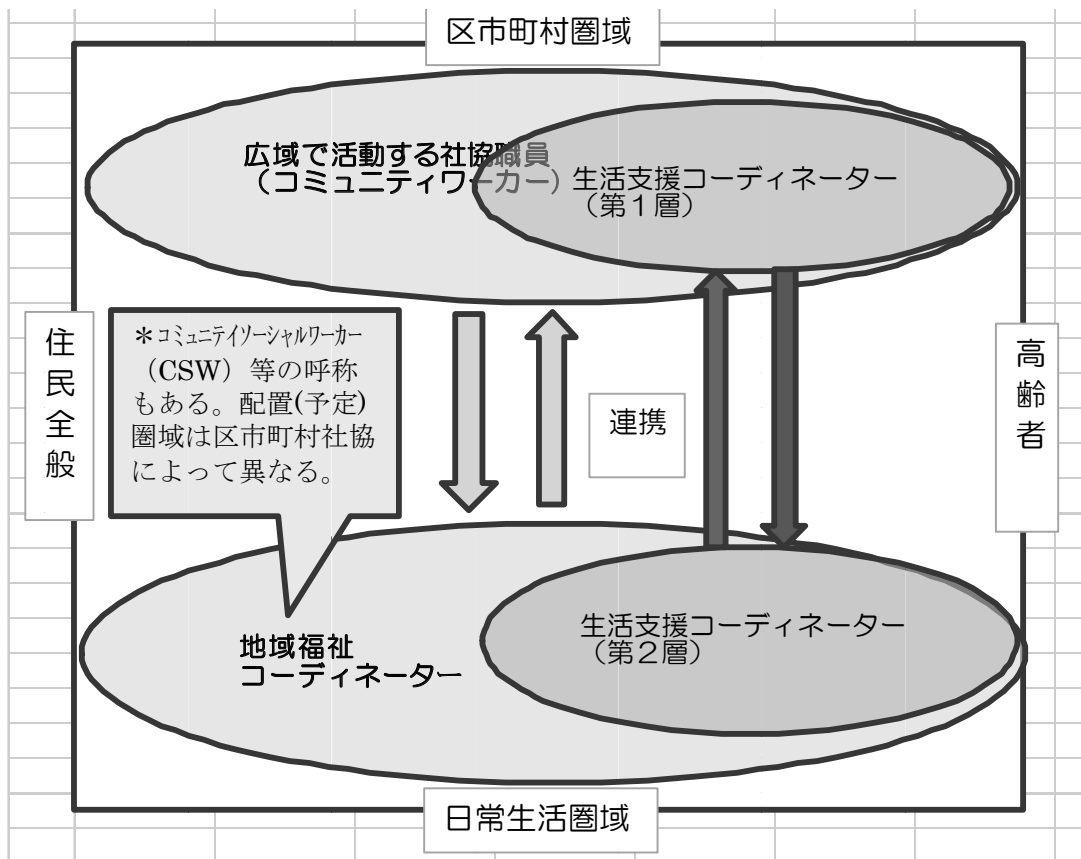 区市町村圏域
広域で活動する社協職員
（コミュニティワーカー）
生活支援コーディネーター
（第１層）
住民全般
＊コミュニテイソーシャルワーカー
（CSW）等の呼称
もある。配置(予定)
圏域は区市町村社協
によって異なる。
連携
高齢者
地域福祉
コーディネーター
生活支援コーディネーター
（第２層）
日常生活圏域